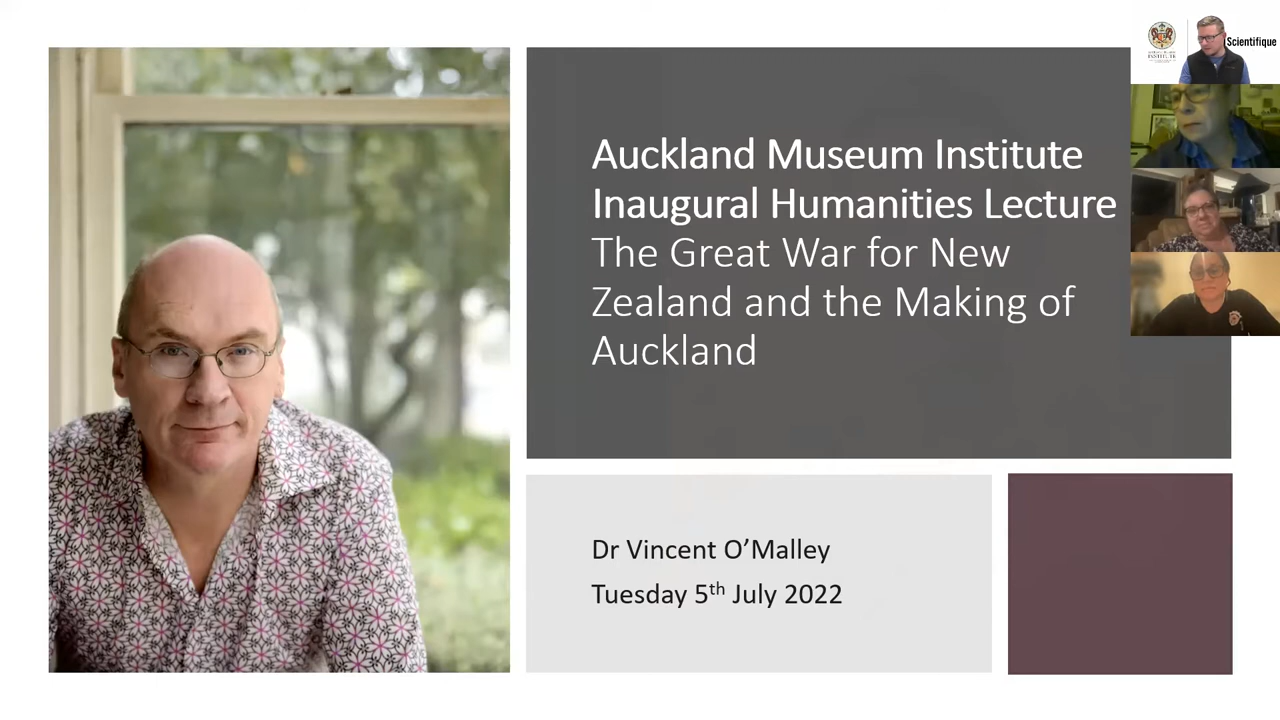 Auckland Museum Institute
Inaugural Humanities Lecture
The Great War for New
Zealand and the Making of
Auckland
Dr Vincent O’Malley
Tuesday 5th July 2022
INSTITUTE
Scientifique